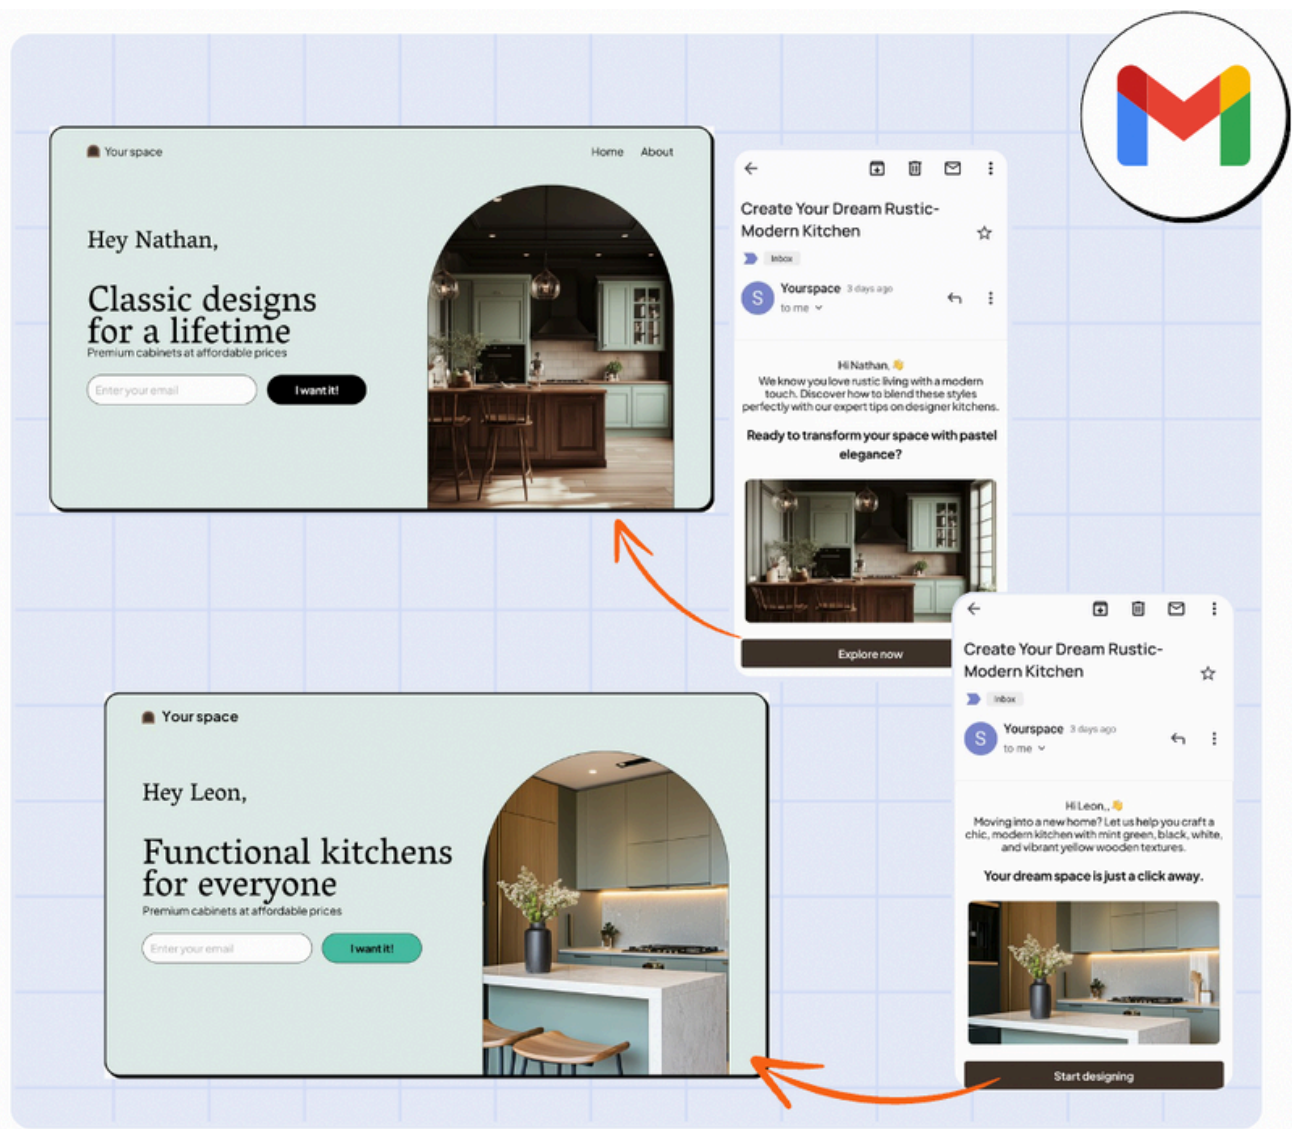 Yourspace
Home About
Hey Nathan,
Classic designs
for a lifetime
Premium cabinets at affordable prices
Enter your email
I want it!
Create Your Dream Rustic-
Modern Kitchen
Inbox
S
Yourspace 3 days ago
to me
Hi Nathan, 👋
We know you love rustic living with a modern
touch. Discover how to blend these styles
perfectly with our expert tips on designer kitchens.
Ready to transform your space with pastel
elegance?
Explore now
Yourspace
Hey Leon,
Functional kitchens
for everyone
Premium cabinets at affordable prices
Enter your email
I want it!
Create Your Dream Rustic-
Modern Kitchen
Inbox
S
Yourspace 3 days ago
to me
Hi Leon,, 👋
Moving into a new home? Let us help you craft a
chic, modern kitchen with mint green, black, white,
and vibrant yellow wooden textures.
Your dream space is just a click away.
Start designing